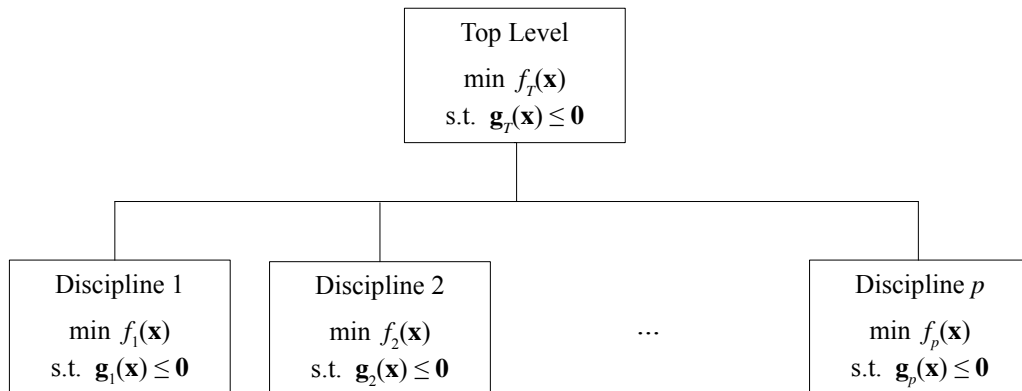 Top Level
min f_T(x)
s.t. g_T(x) ≤ 0
Discipline 1
min f_1(x)
s.t. g_1(x) ≤ 0
Discipline 2
min f_2(x)
s.t. g_2(x) ≤ 0
...
Discipline p
min f_p(x)
s.t. g_p(x) ≤ 0